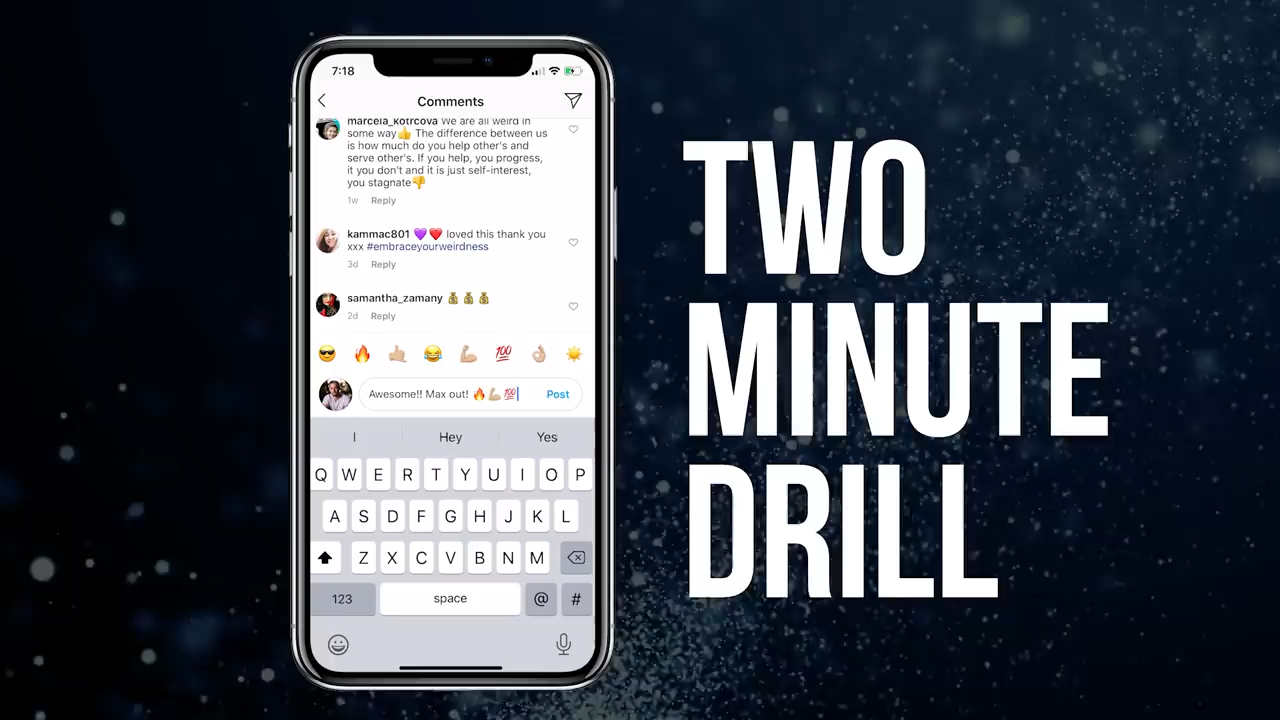 7:18
Comments
marcela_kotrcova We are all weird in
some way👍 The difference between us
is how much do you help other's and
serve other's. If you help, you progress,
it you don't and it is just self-interest,
you stagnate👎
1w Reply
kammac801 💜❤️ loved this thank you
xxx #embraceyourweirdness
3d Reply
samantha_zamany 💰💰💰
2d Reply
😎 🔥 🤙🏼 😂 💪🏼 💯 👌🏼 ☀️
Awesome!! Max out! 🔥💪🏼💯 Post
I Hey Yes
Q W E R T Y U I O P
A S D F G H J K L
Z X C V B N M
123 space @ #
TWO
MINUTE
DRILL